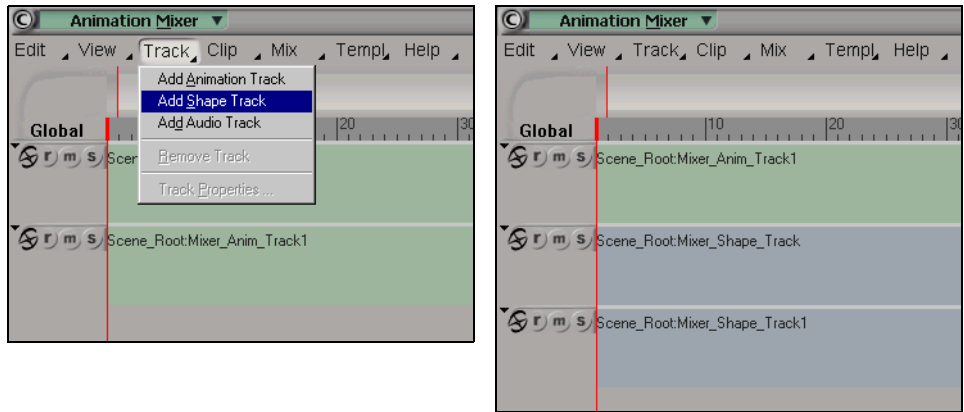 © Animation Mixer
Edit View Track Clip Mix Templ Help
Add Animation Track
Add Shape Track
Add Audio Track
Remove Track
Track Properties ...
Global 20 30
r m s Scer
r m s Scene_Root:Mixer_Anim_Track1
© Animation Mixer
Edit View Track Clip Mix Templ Help
Global 10 20 30
r m s Scene_Root:Mixer_Anim_Track1
r m s Scene_Root:Mixer_Shape_Track
r m s Scene_Root:Mixer_Shape_Track1